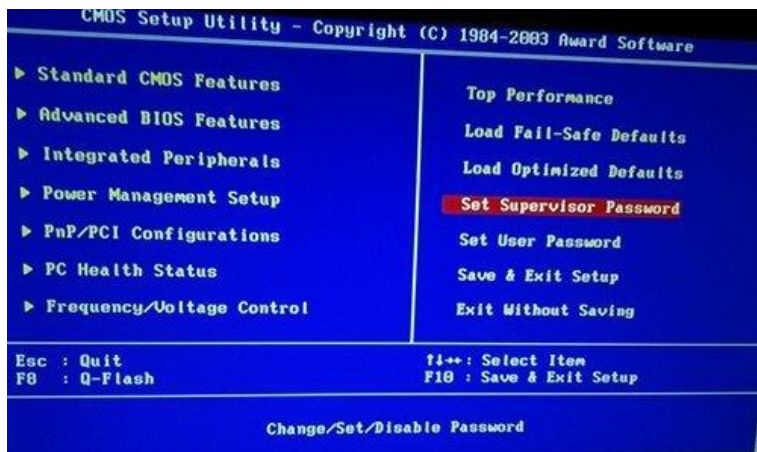 CMOS Setup Utility - Copyright (C) 1984-2003 Award Software
▶ Standard CMOS Features
▶ Advanced BIOS Features
▶ Integrated Peripherals
▶ Power Management Setup
▶ PnP/PCI Configurations
▶ PC Health Status
▶ Frequency/Voltage Control
Top Performance
Load Fail-Safe Defaults
Load Optimized Defaults
Set Supervisor Password
Set User Password
Save & Exit Setup
Exit Without Saving
Esc : Quit
F8 : Q-Flash
↑↓→←: Select Item
F10 : Save & Exit Setup
Change/Set/Disable Password